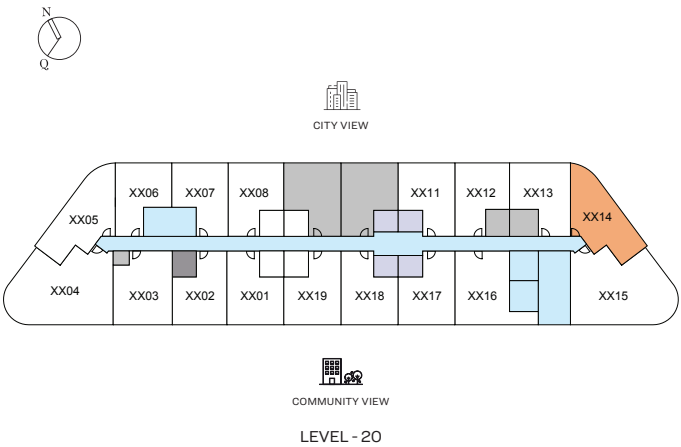 N
Q
CITY VIEW
XX06 XX07 XX08 XX11 XX12 XX13
XX05 XX14
XX04 XX03 XX02 XX01 XX19 XX18 XX17 XX16 XX15
COMMUNITY VIEW
LEVEL - 20